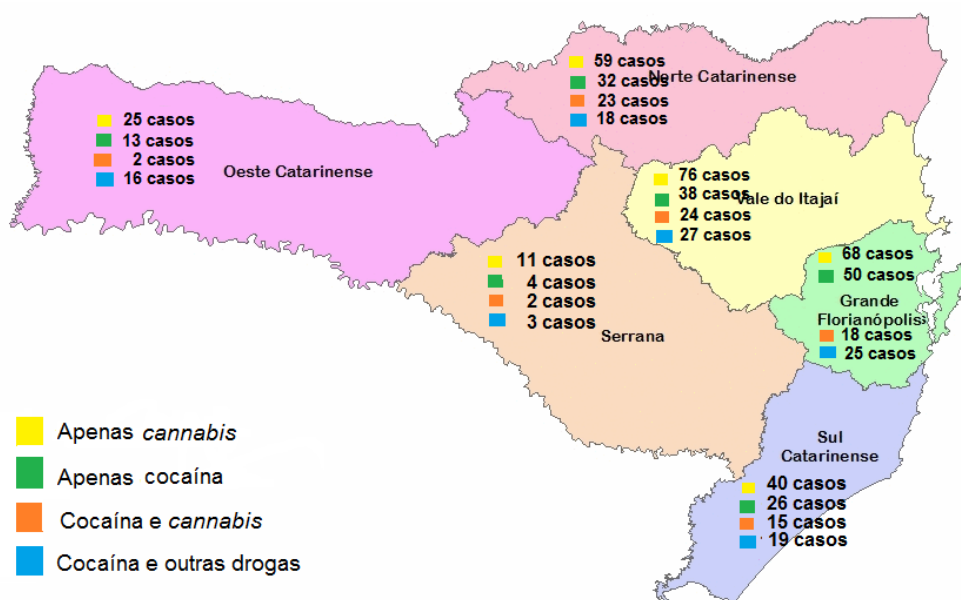 59 casos
Norte Catarinense
32 casos
23 casos
18 casos
25 casos
13 casos
2 casos
16 casos
Oeste Catarinense
76 casos
38 casos
Vale do Itajaí
24 casos
27 casos
11 casos
4 casos
2 casos
3 casos
Serrana
68 casos
50 casos
Grande
Florianópolis
18 casos
25 casos
Sul
Catarinense
40 casos
26 casos
15 casos
19 casos
Apenas cannabis
Apenas cocaína
Cocaína e cannabis
Cocaína e outras drogas